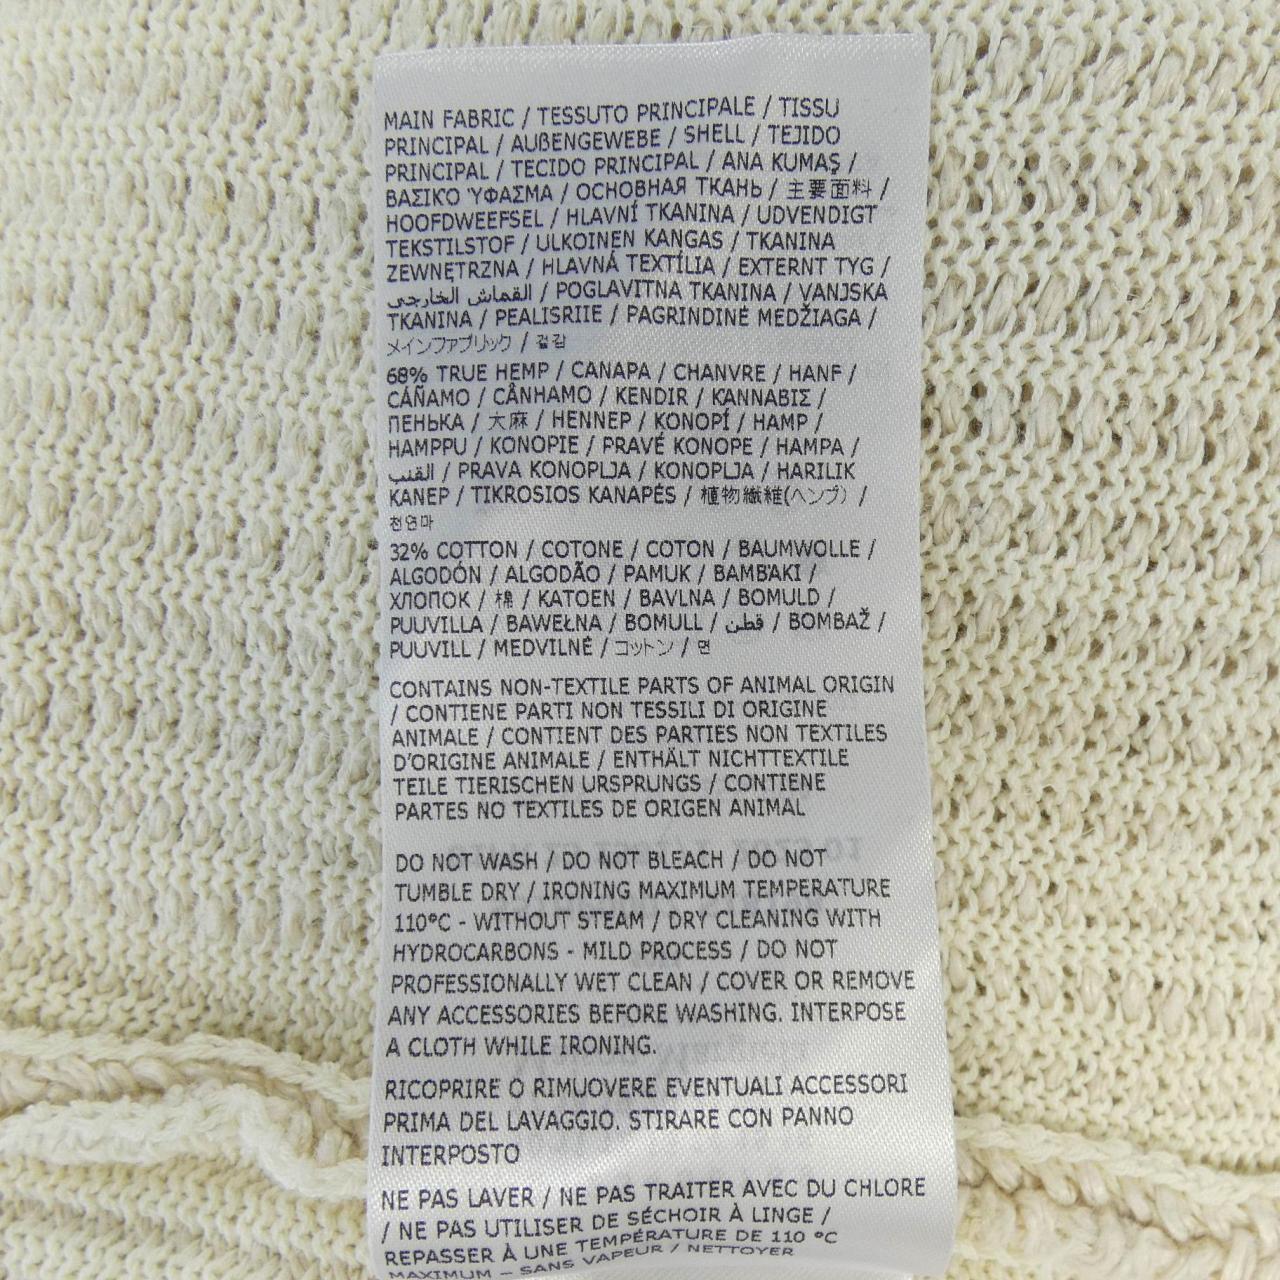 MAIN FABRIC / TESSUTO PRINCIPALE / TISSU
PRINCIPAL / AUßENGEWEBE / SHELL / TEJIDO
PRINCIPAL / TECIDO PRINCIPAL / ANA KUMAŞ /
ΒΑΣΙΚΌ ΎΦΑΣΜΑ / ОСНОВНАЯ ТКАНЬ / 主要面料 /
HOOFDWEEFSEL / HLAVNÍ TKANINA / UDVENDIGT
TEKSTILSTOF / ULKOINEN KANGAS / TKANINA
ZEWNĘTRZNA / HLAVNÁ TEXTÍLIA / EXTERNT TYG /
القماش الخارجي / POGLAVITNA TKANINA / VANJSKA
TKANINA / PEALISRIIE / PAGRINDINĖ MEDŽIAGA /
メインファブリック / 겉감
68% TRUE HEMP / CANAPA / CHANVRE / HANF /
CÁÑAMO / CÂNHAMO / KENDIR / KANNABIΣ /
ПЕНЬКА / 大麻 / HENNEP / KONOPÍ / HAMP /
HAMPPU / KONOPIE / PRAVÉ KONOPE / HAMPA /
القنب / PRAVA KONOPLJA / KONOPLJA / HARILIK
KANEP / TIKROSIOS KANAPĖS / 植物繊維(ヘンプ) /
천연마
32% COTTON / COTONE / COTON / BAUMWOLLE /
ALGODÓN / ALGODÃO / PAMUK / BAMBAKI /
ХЛОПОК / 棉 / KATOEN / BAVLNA / BOMULD /
PUUVILLA / BAWEŁNA / BOMULL / قطن / BOMBAŽ /
PUUVILL / MEDVILNĖ / コットン / 면
CONTAINS NON-TEXTILE PARTS OF ANIMAL ORIGIN
/ CONTIENE PARTI NON TESSILI DI ORIGINE
ANIMALE / CONTIENT DES PARTIES NON TEXTILES
D'ORIGINE ANIMALE / ENTHÄLT NICHTTEXTILE
TEILE TIERISCHEN URSPRUNGS / CONTIENE
PARTES NO TEXTILES DE ORIGEN ANIMAL
DO NOT WASH / DO NOT BLEACH / DO NOT
TUMBLE DRY / IRONING MAXIMUM TEMPERATURE
110°C - WITHOUT STEAM / DRY CLEANING WITH
HYDROCARBONS - MILD PROCESS / DO NOT
PROFESSIONALLY WET CLEAN / COVER OR REMOVE
ANY ACCESSORIES BEFORE WASHING. INTERPOSE
A CLOTH WHILE IRONING.
RICOPRIRE O RIMUOVERE EVENTUALI ACCESSORI
PRIMA DEL LAVAGGIO. STIRARE CON PANNO
INTERPOSTO
NE PAS LAVER / NE PAS TRAITER AVEC DU CHLORE
/ NE PAS UTILISER DE SÉCHOIR À LINGE /
REPASSER À UNE TEMPÉRATURE DE 110 °C
MAXIMUM – SANS VAPEUR / NETTOYER